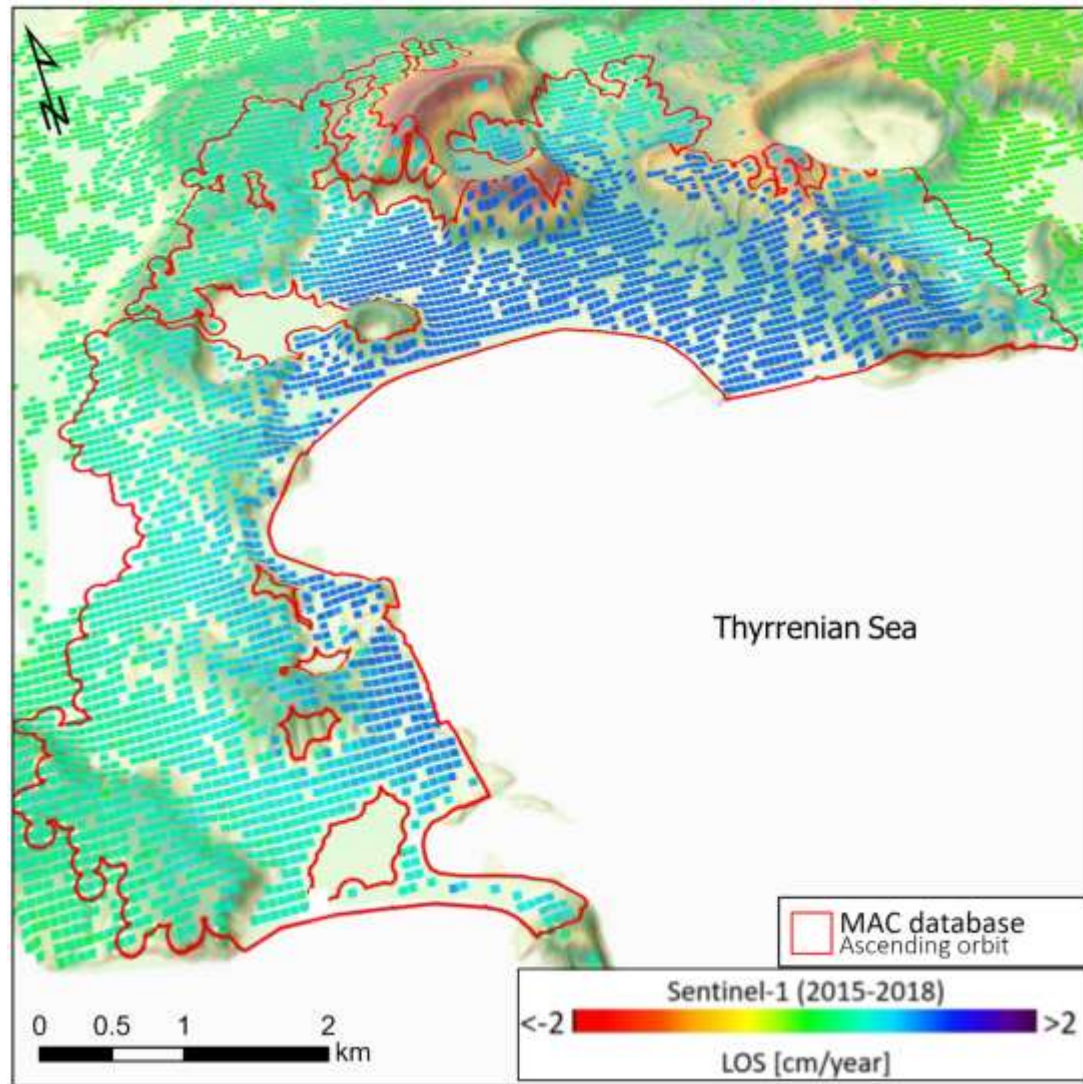 N
Thyrrenian Sea
MAC database
Ascending orbit
Sentinel-1 (2015-2018)
<-2 >2
LOS [cm/year]
0 0.5 1 2
km